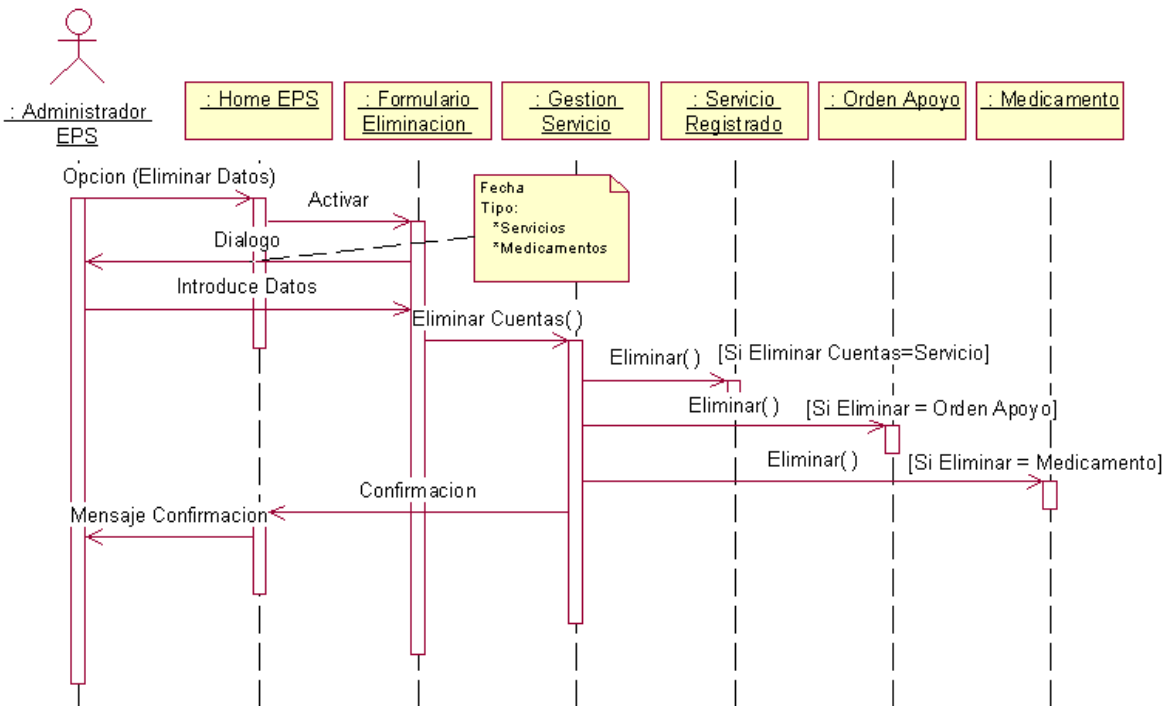 : Administrador
EPS
: Home EPS
: Formulario
Eliminacion
: Gestion
Servicio
: Servicio
Registrado
: Orden Apoyo
: Medicamento
Opcion (Eliminar Datos)
Activar
Fecha
Tipo:
*Servicios
*Medicamentos
Dialogo
Introduce Datos
Eliminar Cuentas( )
Eliminar( )
[Si Eliminar Cuentas=Servicio]
Eliminar( )
[Si Eliminar = Orden Apoyo]
Eliminar( )
[Si Eliminar = Medicamento]
Confirmacion
Mensaje Confirmacion